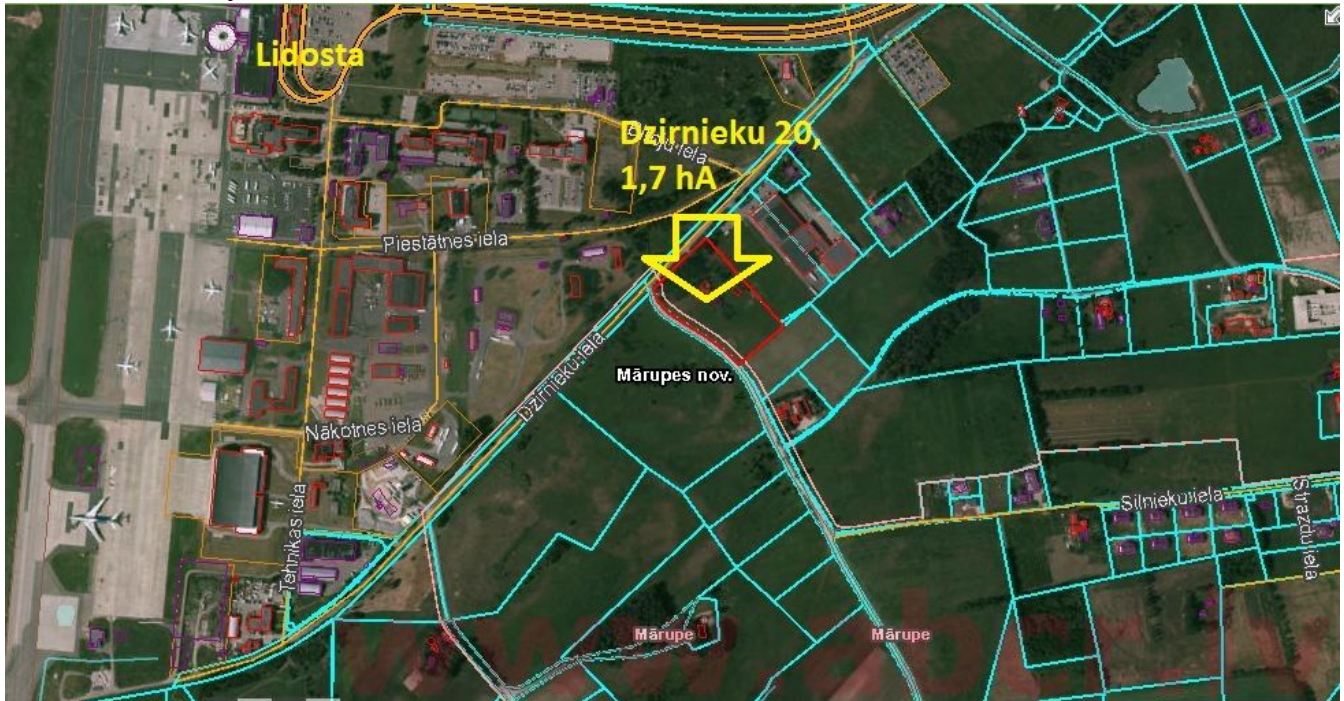 Lidosta
Dzirnieku 20,
1,7 hA
Piestātnes iela
Dzirnieku iela
Mārupes nov.
Nākotnes iela
Tehnikas iela
Silnieku iela
Strazdu iela
Mārupe
Mārupe